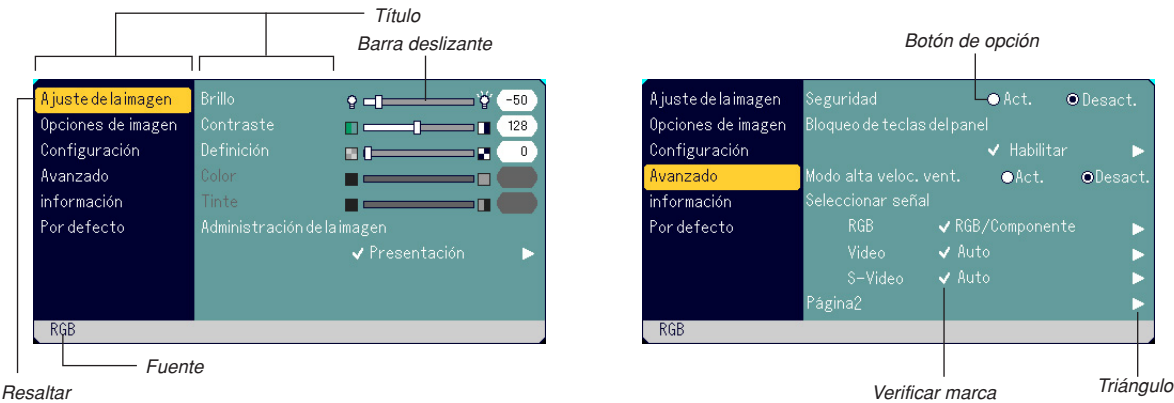 Título
Barra deslizante
Ajuste de la imagen
Opciones de imagen
Configuración
Avanzado
información
Por defecto
Brillo -50
Contraste 128
Definición 0
Color
Tinte
Administración de la imagen
Presentación
RGB
Fuente
Resaltar
Botón de opción
Ajuste de la imagen
Opciones de imagen
Configuración
Avanzado
información
Por defecto
Seguridad Act. Desact.
Bloqueo de teclas del panel
Habilitar
Modo alta veloc. vent. Act. Desact.
Seleccionar señal
RGB RGB/Componente
Video Auto
S-Video Auto
Página2
RGB
Verificar marca
Triángulo